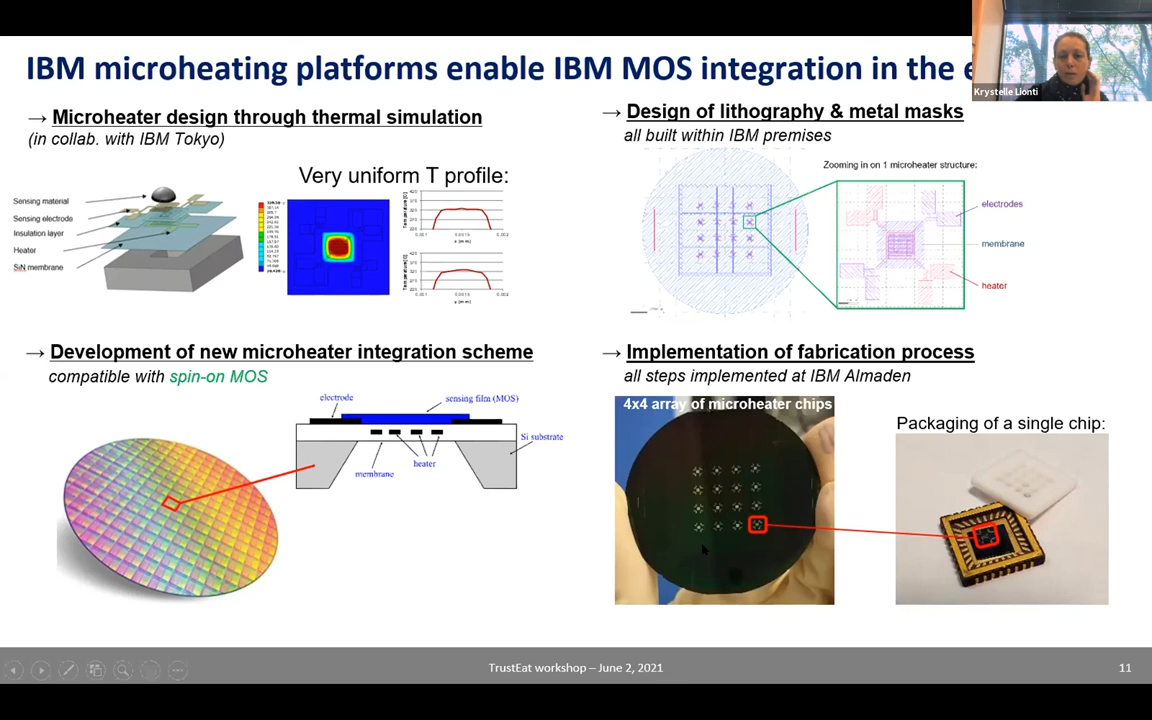 IBM microheating platforms enable IBM MOS integration in the
Krystelle Lionti
→ Microheater design through thermal simulation
(in collab. with IBM Tokyo)
Very uniform T profile:
Sensing material
Sensing electrode
Insulation layer
Heater
SiN membrane
→ Design of lithography & metal masks
all built within IBM premises
Zooming in on 1 microheater structure:
electrodes
membrane
heater
→ Development of new microheater integration scheme
compatible with spin-on MOS
electrode
sensing film (MOS)
Si substrate
heater
membrane
→ Implementation of fabrication process
all steps implemented at IBM Almaden
4x4 array of microheater chips
Packaging of a single chip:
TrustEat workshop – June 2, 2021
11